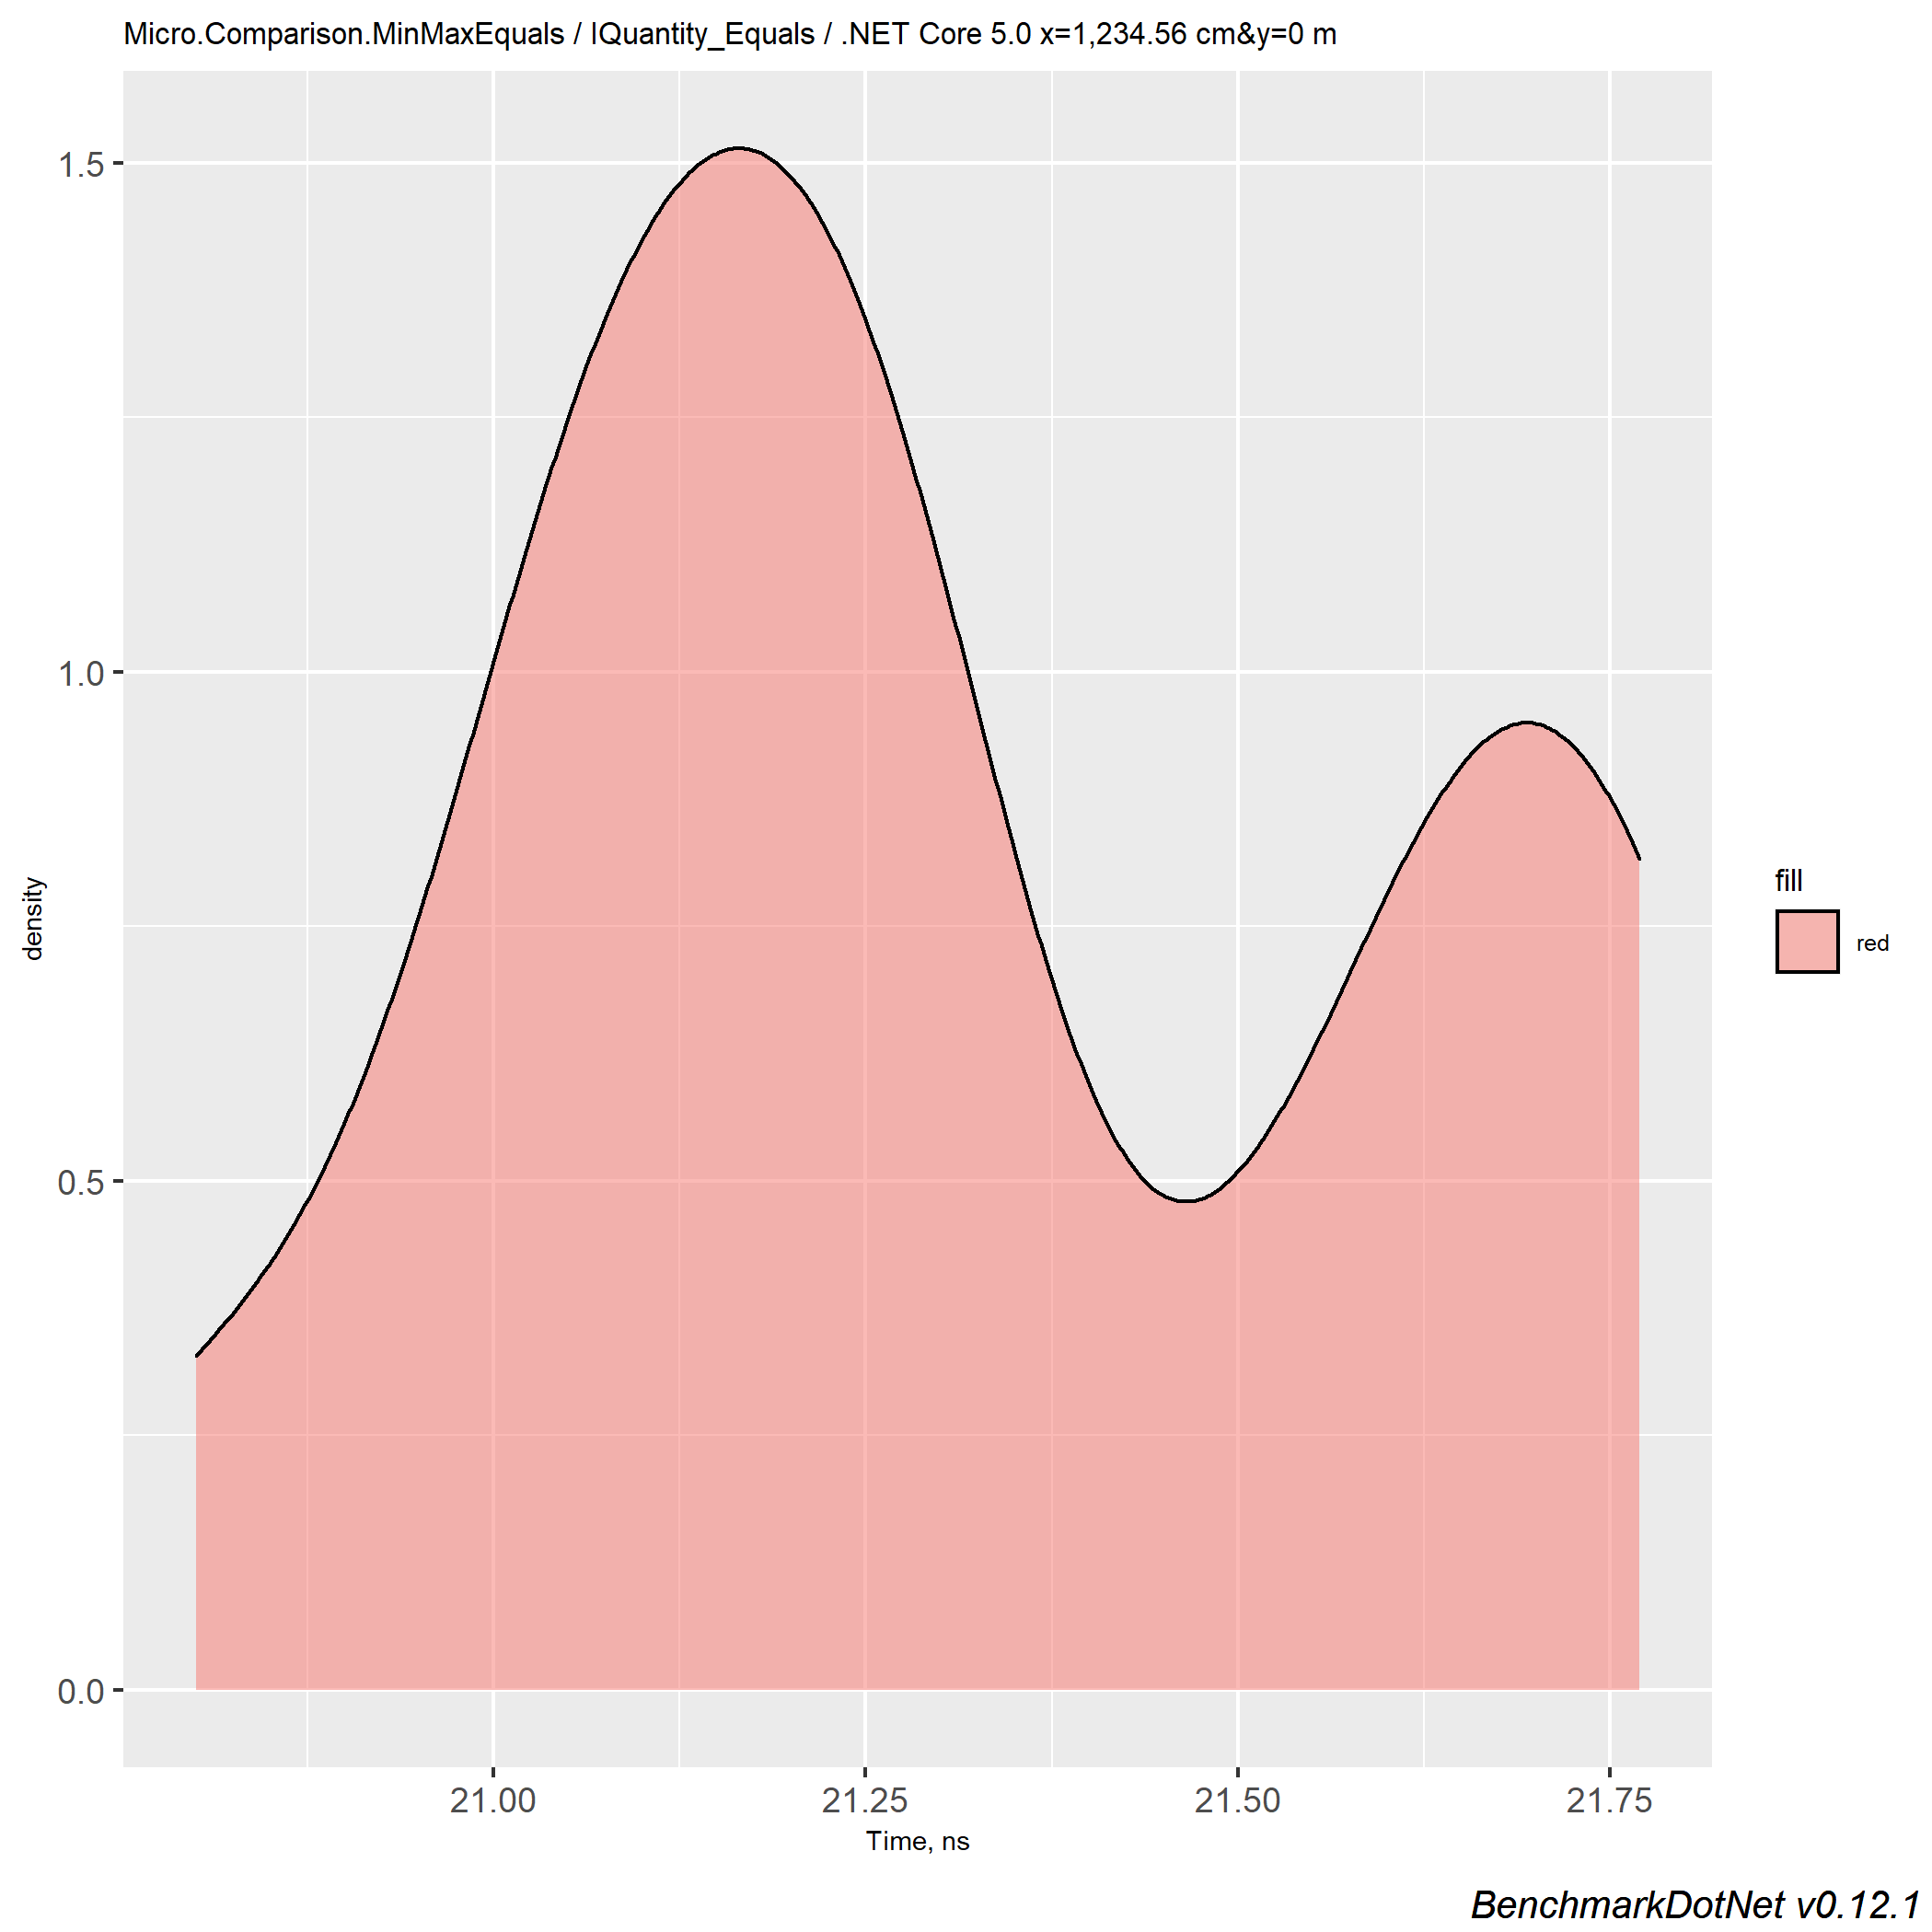 Micro.Comparison.MinMaxEquals / IQuantity_Equals / .NET Core 5.0 x=1,234.56 cm&y=0 m
1.5
1.0
0.5
0.0
density
21.00 21.25 21.50 21.75
Time, ns
fill
red
BenchmarkDotNet v0.12.1